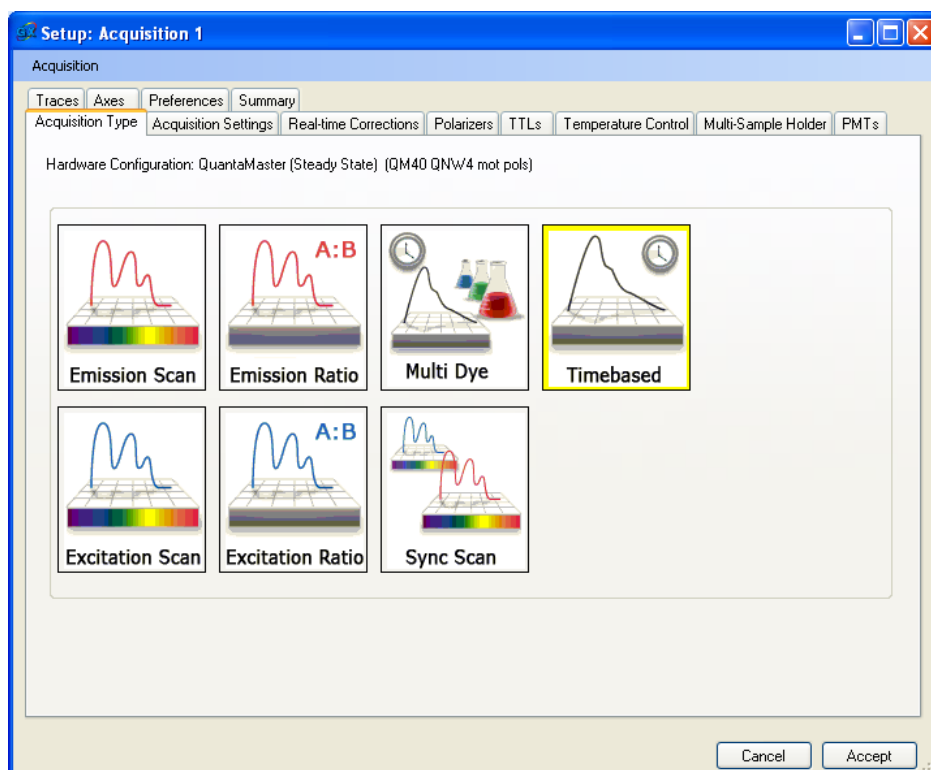 Setup: Acquisition 1
Acquisition
Traces Axes Preferences Summary
Acquisition Type Acquisition Settings Real-time Corrections Polarizers TTLs Temperature Control Multi-Sample Holder PMTs
Hardware Configuration: QuantaMaster (Steady State) (QM40 QNW4 mot pols)
A:B
Emission Scan Emission Ratio Multi Dye Timebased
A:B
Excitation Scan Excitation Ratio Sync Scan
Cancel Accept